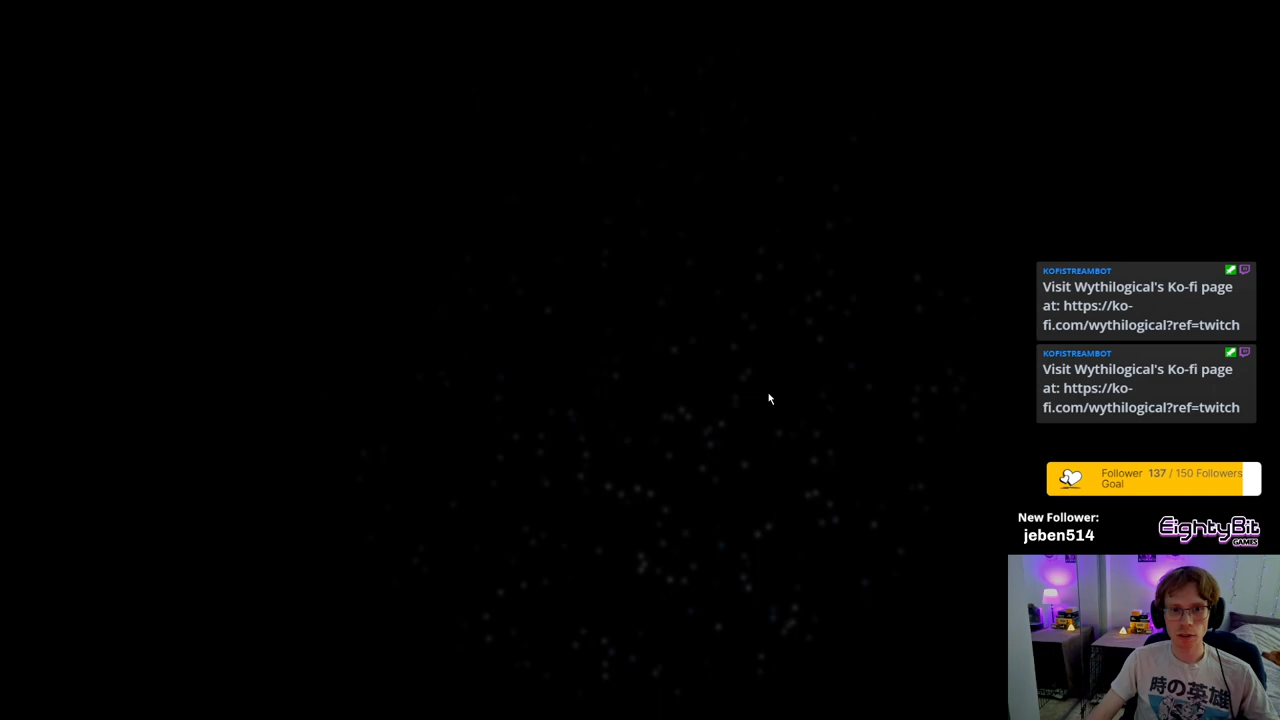 KOFISTREAMBOT
Visit Wythilogical's Ko-fi page
at: https://ko-
fi.com/wythilogical?ref=twitch
KOFISTREAMBOT
Visit Wythilogical's Ko-fi page
at: https://ko-
fi.com/wythilogical?ref=twitch
Follower 137 / 150 Followers
Goal
New Follower:
jeben514
EightyBit
GAMES
時の英雄